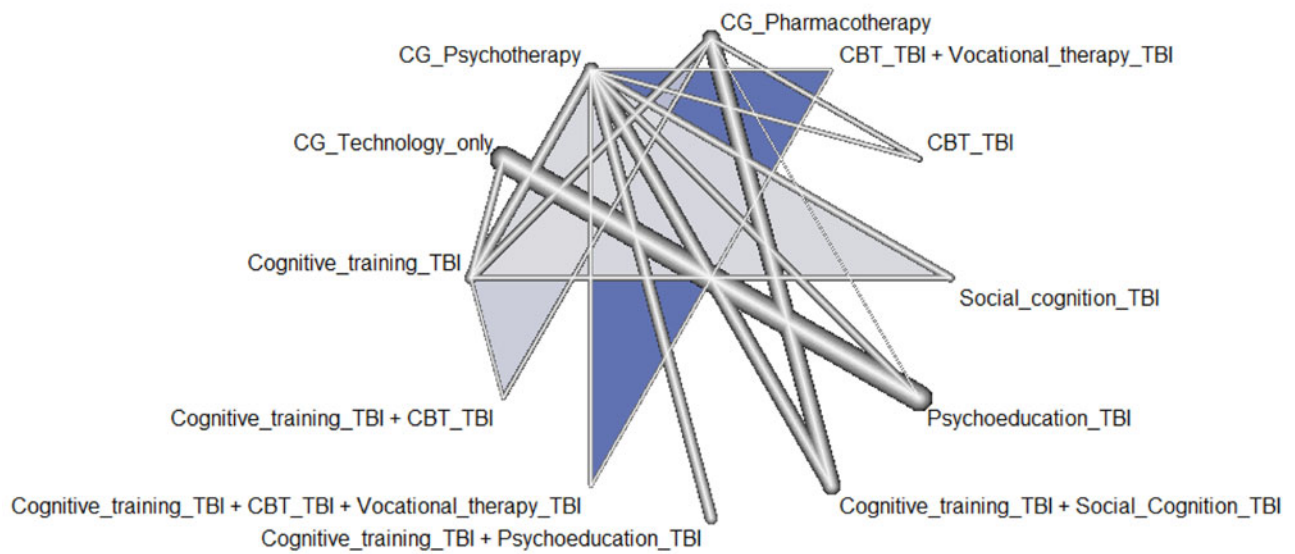 CG_Pharmacotherapy
CG_Psychotherapy
CBT_TBI + Vocational_therapy_TBI
CG_Technology_only
CBT_TBI
Cognitive_training_TBI
Social_cognition_TBI
Cognitive_training_TBI + CBT_TBI
Psychoeducation_TBI
Cognitive_training_TBI + CBT_TBI + Vocational_therapy_TBI
Cognitive_training_TBI + Social_Cognition_TBI
Cognitive_training_TBI + Psychoeducation_TBI